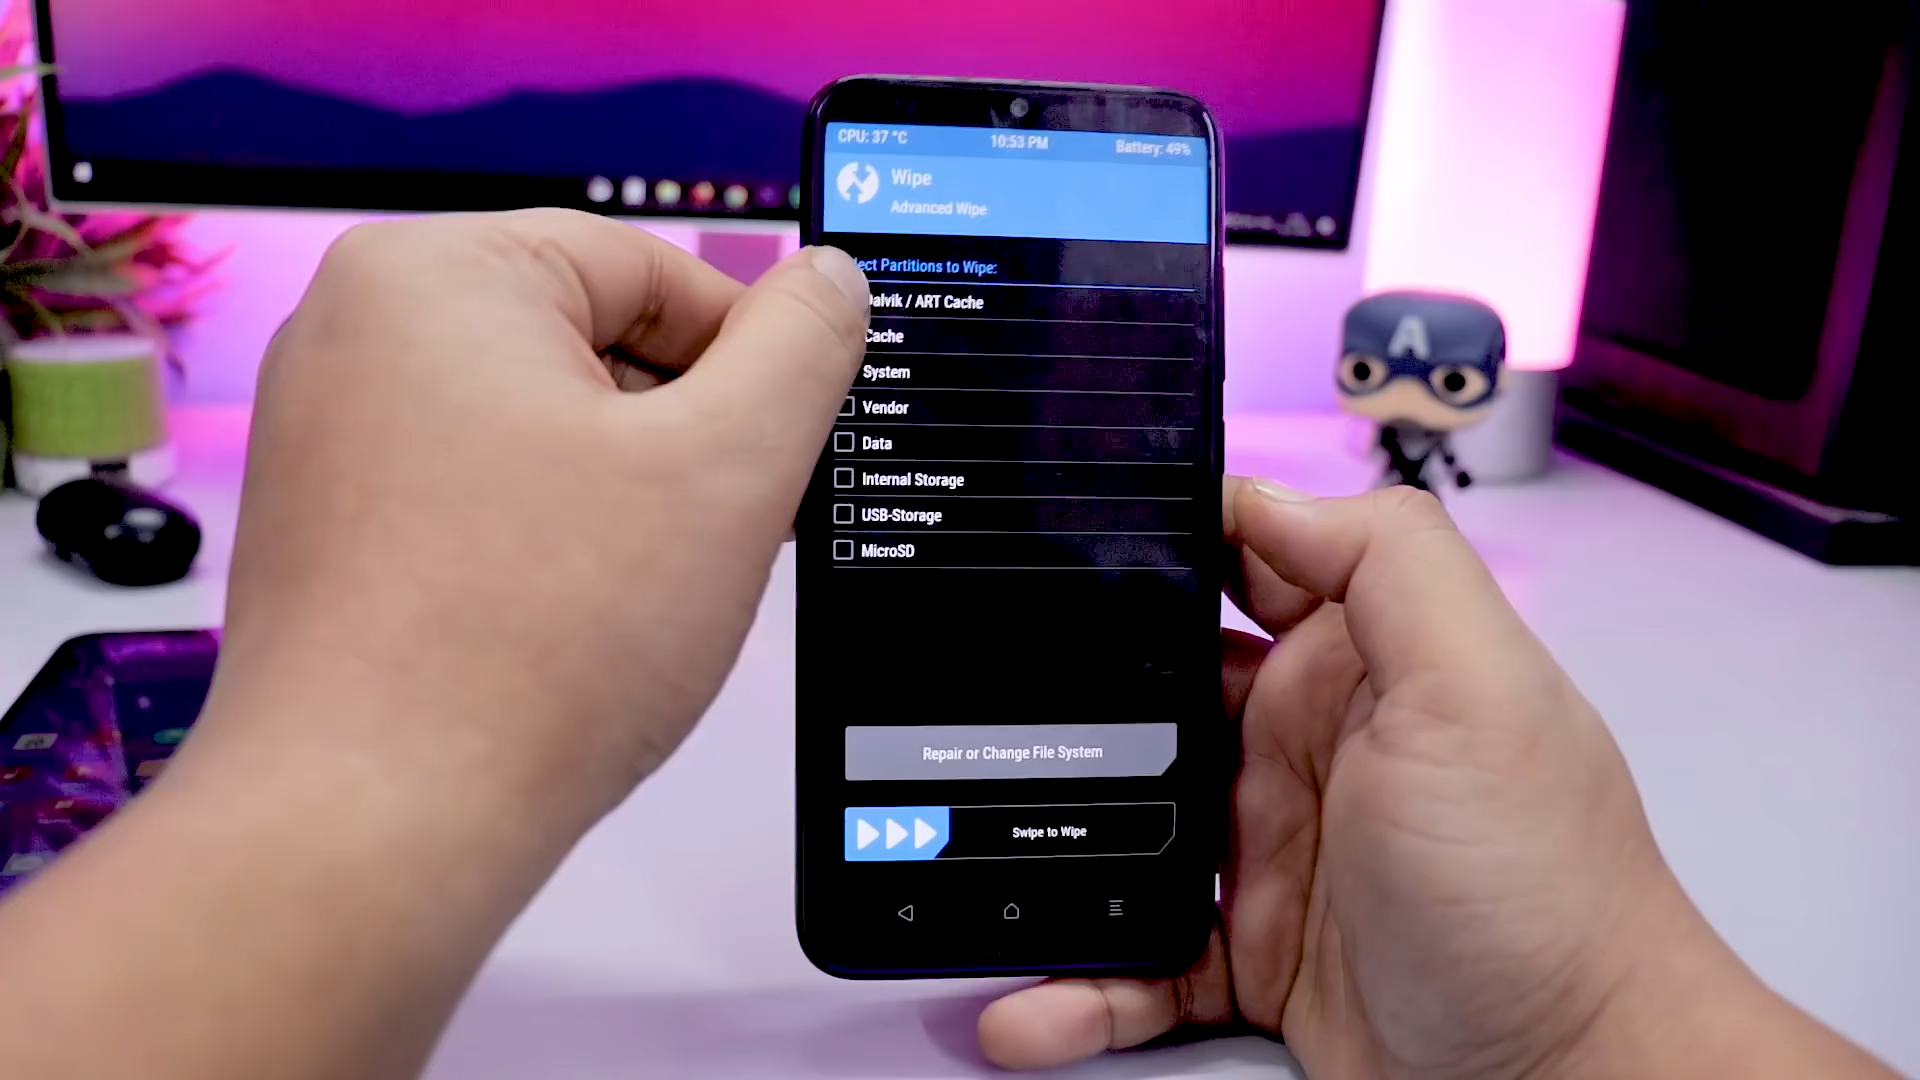 CPU: 37 °C 10:53 PM Battery: 49%
Wipe
Advanced Wipe
ect Partitions to Wipe:
alvik / ART Cache
Cache
System
Vendor
Data
Internal Storage
USB-Storage
MicroSD
Repair or Change File System
Swipe to Wipe
A